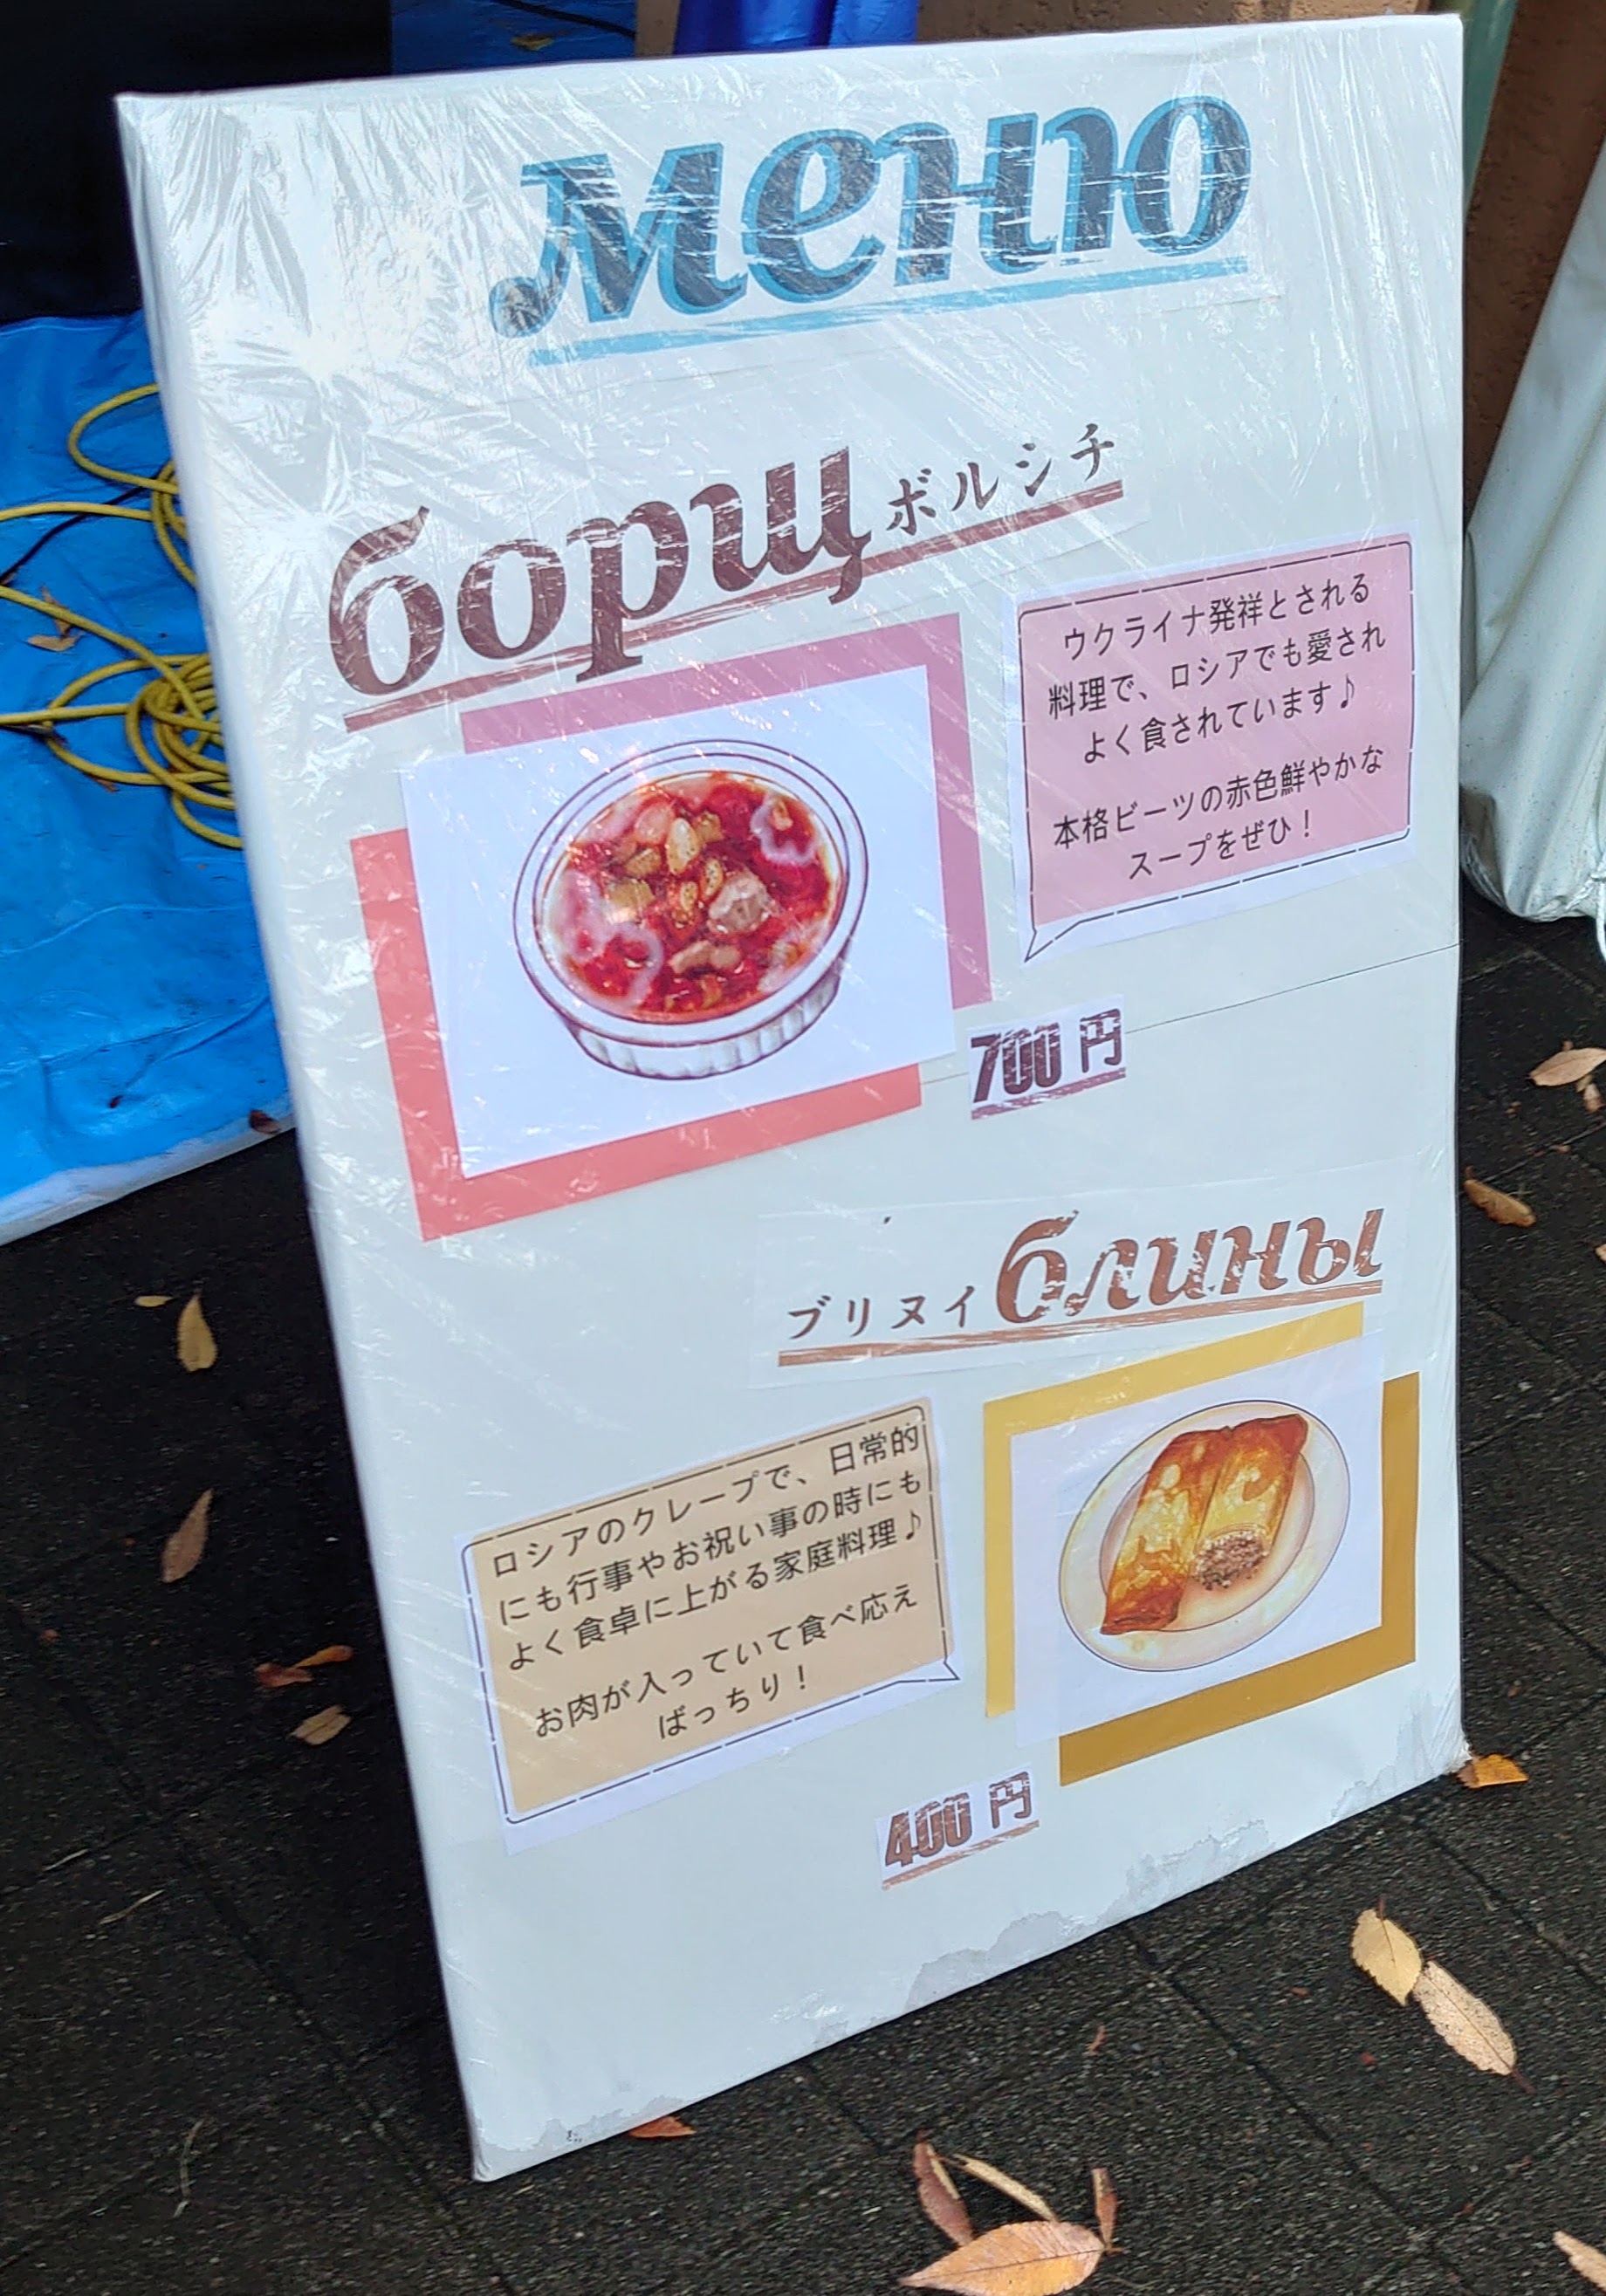 меню
борщ ボルシチ
ウクライナ発祥とされる
料理で、ロシアでも愛され
よく食されています♪
本格ビーツの赤色鮮やかな
スープをぜひ！
700 円
ブリヌイ блины
ロシアのクレープで、日常的
にも行事やお祝い事の時にも
よく食卓に上がる家庭料理♪
お肉が入っていて食べ応え
ばっちり！
400 円